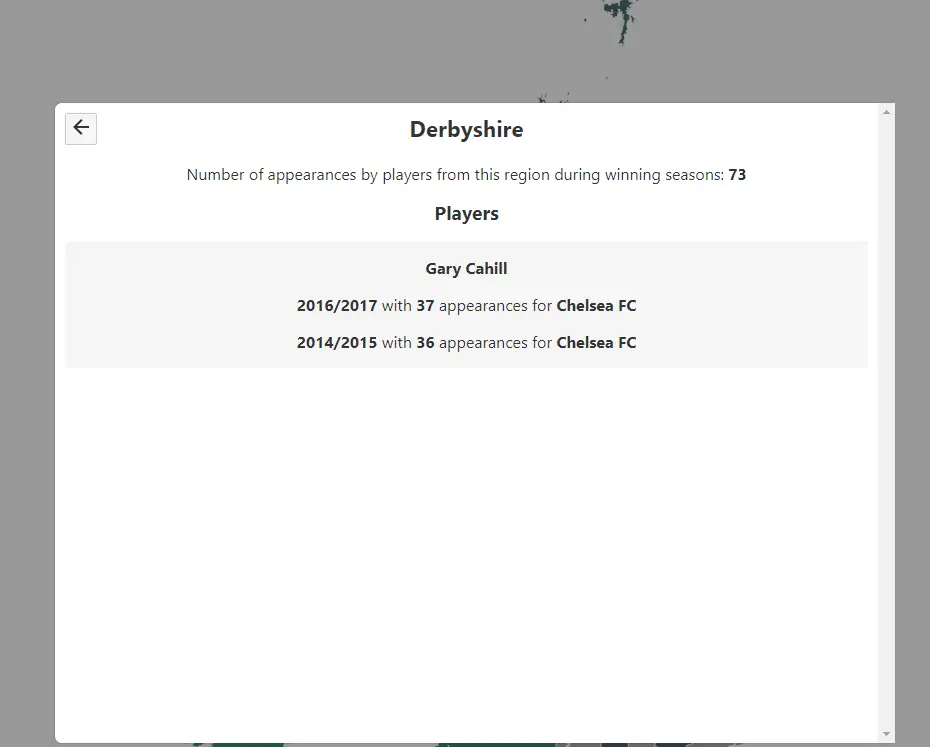 Derbyshire
Number of appearances by players from this region during winning seasons: 73
Players
Gary Cahill
2016/2017 with 37 appearances for Chelsea FC
2014/2015 with 36 appearances for Chelsea FC